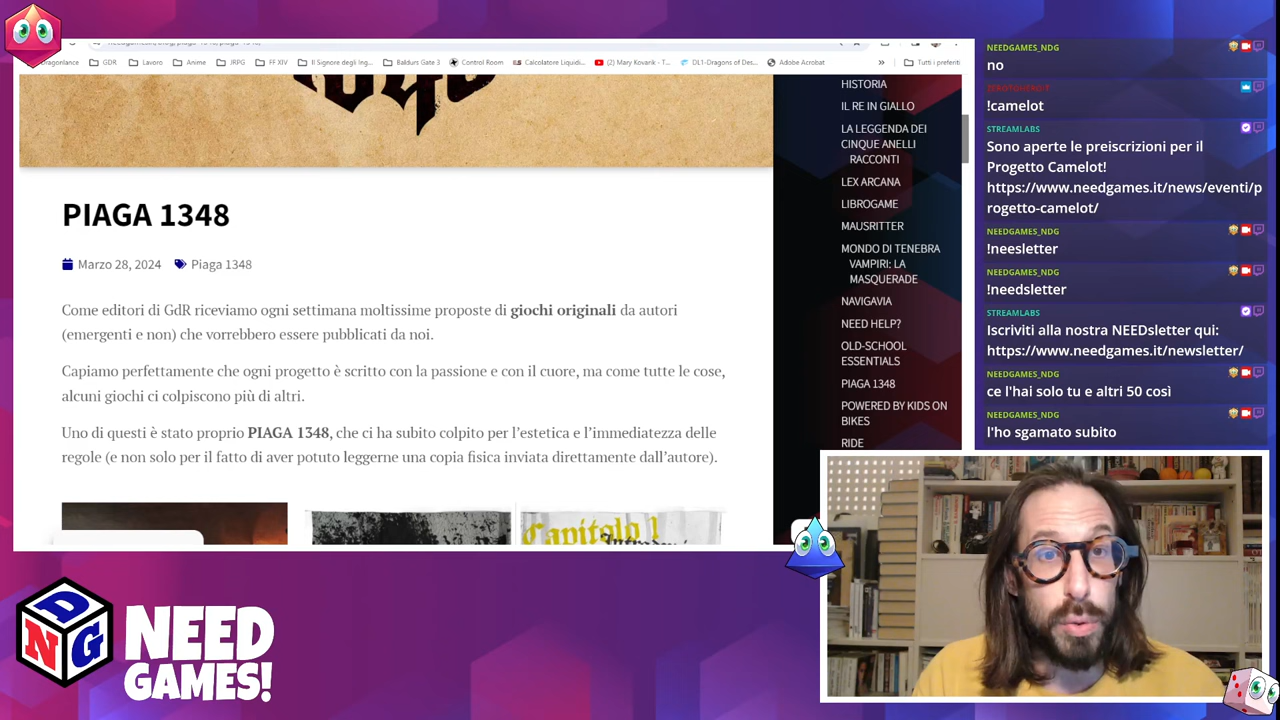 Dragonlance
GDR
Lavoro
Anime
JRPG
FF XIV
Il Signore degli Ing...
Baldurs Gate 3
Control Room
Calcolatore Liquidi...
(2) Mary Kovank - T...
DL1-Dragons of Des...
Adobe Acrobat
»
Tutti i preferiti
PIAGA 1348
Marzo 28, 2024
Piaga 1348
Come editori di GdR riceviamo ogni settimana moltissime proposte di giochi originali da autori
(emergenti e non) che vorrebbero essere pubblicati da noi.
Capiamo perfettamente che ogni progetto è scritto con la passione e con il cuore, ma come tutte le cose,
alcuni giochi ci colpiscono più di altri.
Uno di questi è stato proprio PIAGA 1348, che ci ha subito colpito per l'estetica e l'immediatezza delle
regole (e non solo per il fatto di aver potuto leggerne una copia fisica inviata direttamente dall'autore).
Capitolo 1
HISTORIA
IL RE IN GIALLO
LA LEGGENDA DEI
CINQUE ANELLI
RACCONTI
LEX ARCANA
LIBROGAME
MAUSRITTER
MONDO DI TENEBRA
VAMPIRI: LA
MASQUERADE
NAVIGAVIA
NEED HELP?
OLD-SCHOOL
ESSENTIALS
PIAGA 1348
POWERED BY KIDS ON
BIKES
RIDE
NEEDGAMES_NDG
no
!camelot
STREAMLABS
Sono aperte le preiscrizioni per il
Progetto Camelot!
https://www.needgames.it/news/eventi/p
rogetto-camelot/
NEEDGAMES_NDG
!neesletter
NEEDGAMES_NDG
!needsletter
STREAMLABS
Iscriviti alla nostra NEEDsletter qui:
https://www.needgames.it/newsletter/
NEEDGAMES_NDG
ce l'hai solo tu e altri 50 così
NEEDGAMES_NDG
l'ho sgamato subito
D
N G
NEED
GAMES!